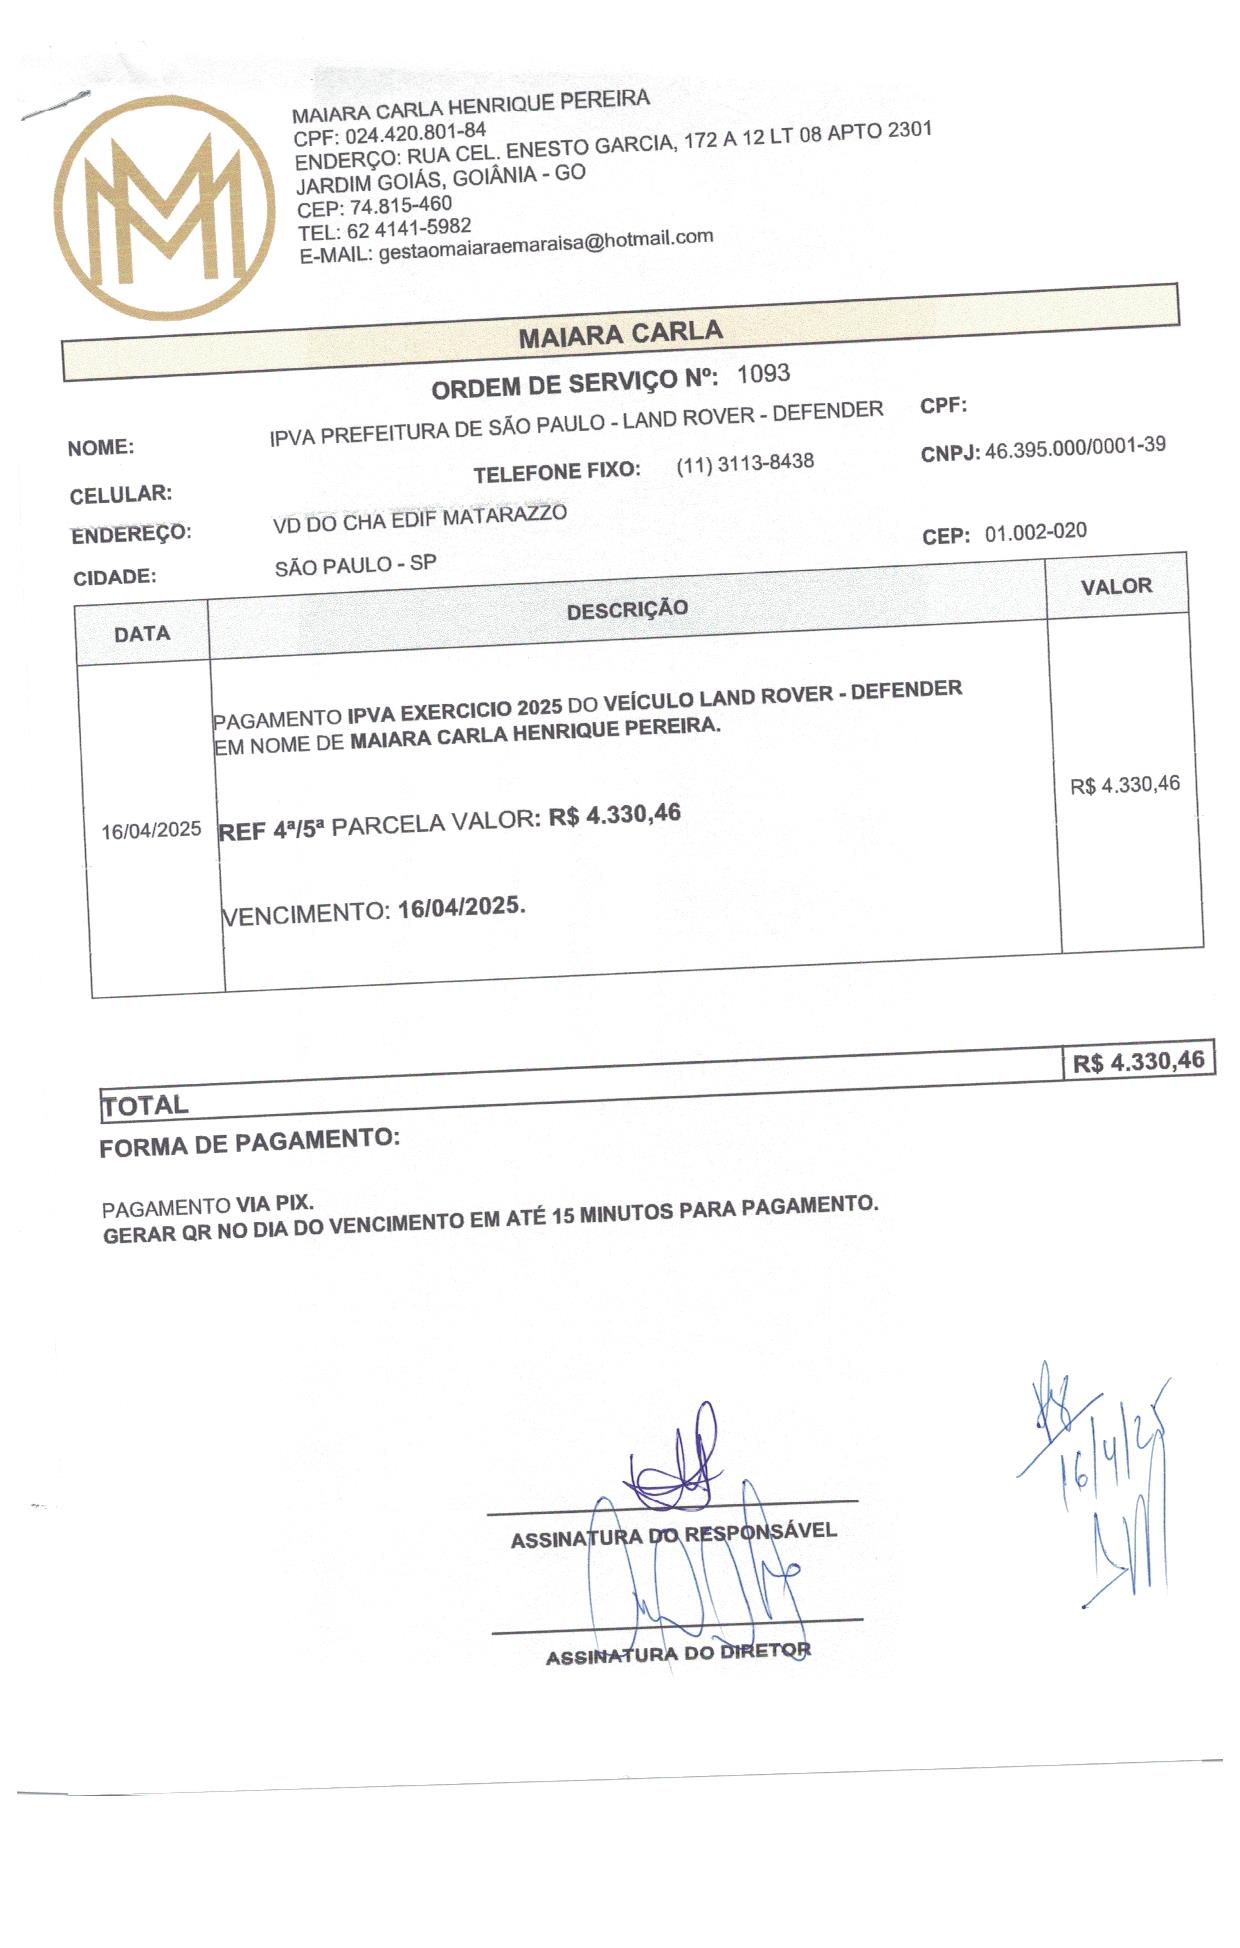 MAIARA CARLA HENRIQUE PEREIRA
CPF: 024.420.801-84
ENDERÇO: RUA CEL. ENESTO GARCIA, 172 A 12 LT 08 APTO 2301
JARDIM GOIÁS, GOIÂNIA - GO
CEP: 74.815-460
TEL: 62 4141-5982
E-MAIL: gestaomaiaraemaraisa@hotmail.com
MAIARA CARLA
ORDEM DE SERVIÇO Nº: 1093
NOME: IPVA PREFEITURA DE SÃO PAULO - LAND ROVER - DEFENDER CPF:
CELULAR: TELEFONE FIXO: (11) 3113-8438 CNPJ: 46.395.000/0001-39
ENDEREÇO: VD DO CHA EDIF MATARAZZO
CIDADE: SÃO PAULO - SP CEP: 01.002-020
DATA DESCRIÇÃO VALOR
PAGAMENTO IPVA EXERCICIO 2025 DO VEÍCULO LAND ROVER - DEFENDER
EM NOME DE MAIARA CARLA HENRIQUE PEREIRA.
16/04/2025 REF 4ª/5ª PARCELA VALOR: R$ 4.330,46 R$ 4.330,46
VENCIMENTO: 16/04/2025.
TOTAL R$ 4.330,46
FORMA DE PAGAMENTO:
PAGAMENTO VIA PIX.
GERAR QR NO DIA DO VENCIMENTO EM ATÉ 15 MINUTOS PARA PAGAMENTO.
16/4/25
ASSINATURA DO RESPONSÁVEL
ASSINATURA DO DIRETOR